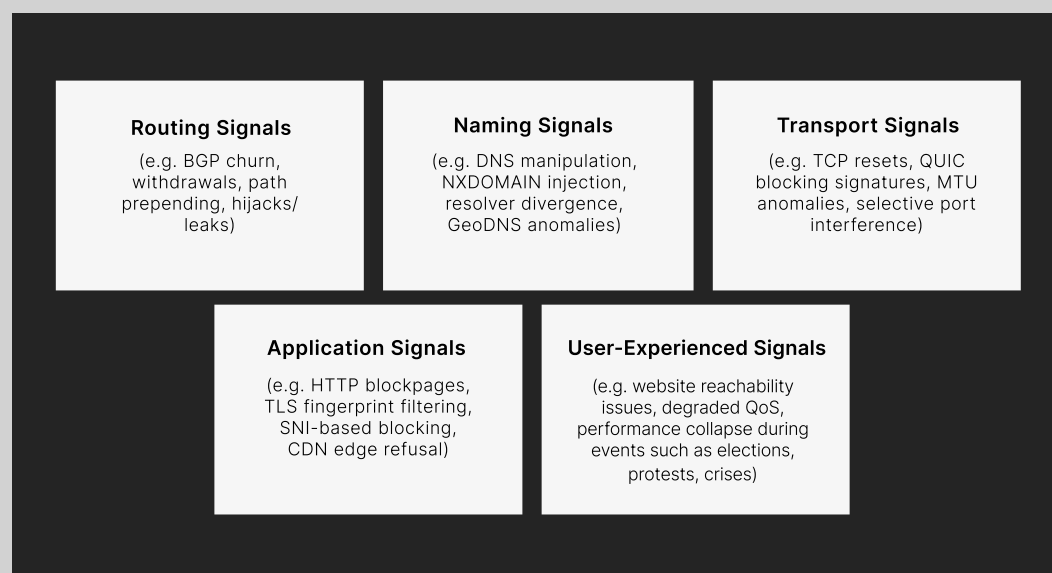 Routing Signals
(e.g. BGP churn,
withdrawals, path
prepending, hijacks/
leaks)
Naming Signals
(e.g. DNS manipulation,
NXDOMAIN injection,
resolver divergence,
GeoDNS anomalies)
Transport Signals
(e.g. TCP resets, QUIC
blocking signatures, MTU
anomalies, selective port
interference)
Application Signals
(e.g. HTTP blockpages,
TLS fingerprint filtering,
SNI-based blocking,
CDN edge refusal)
User-Experienced Signals
(e.g. website reachability
issues, degraded QoS,
performance collapse during
events such as elections,
protests, crises)